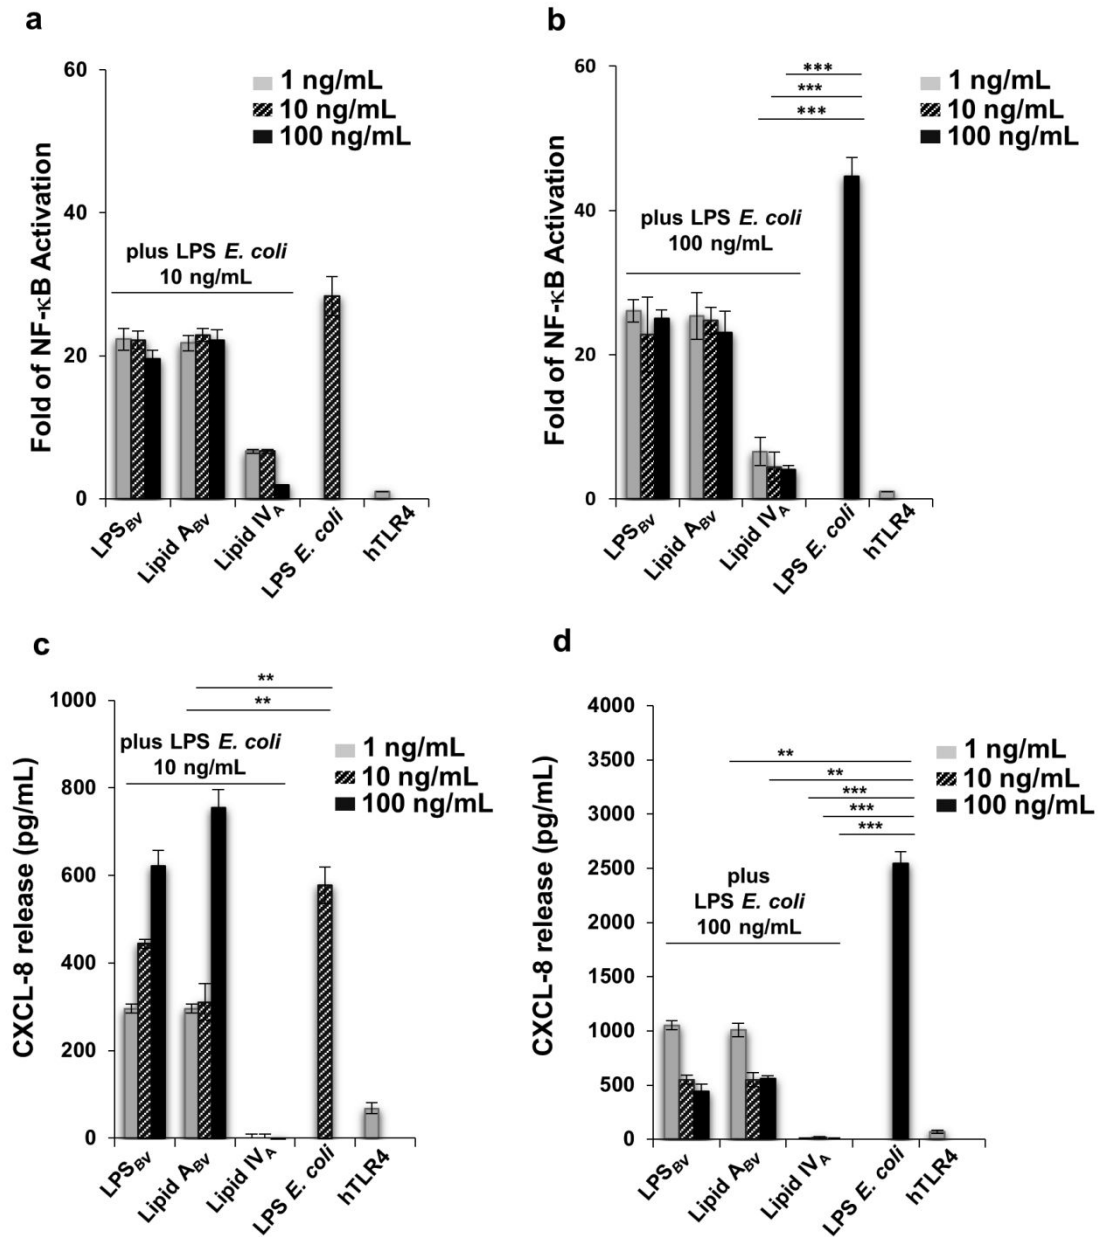 a
Fold of NF-κB Activation
60
40
20
0
1 ng/mL
10 ng/mL
100 ng/mL
plus LPS E. coli
10 ng/mL
LPSBv
Lipid ABv
Lipid IVA
LPS E. coli
hTLR4
b
Fold of NF-κB Activation
60
40
20
0
***
***
***
1 ng/mL
10 ng/mL
100 ng/mL
plus LPS E. coli
100 ng/mL
LPSBv
Lipid ABv
Lipid IVA
LPS E. coli
hTLR4
c
CXCL-8 release (pg/mL)
1000
800
600
400
200
0
**
**
plus LPS E. coli
10 ng/mL
1 ng/mL
10 ng/mL
100 ng/mL
LPSBv
Lipid ABv
Lipid IVA
LPS E. coli
hTLR4
d
CXCL-8 release (pg/mL)
4000
3500
3000
2500
2000
1500
1000
500
0
**
**
***
***
***
1 ng/mL
10 ng/mL
100 ng/mL
plus
LPS E. coli
100 ng/mL
LPSBv
Lipid ABv
Lipid IVA
LPS E. coli
hTLR4